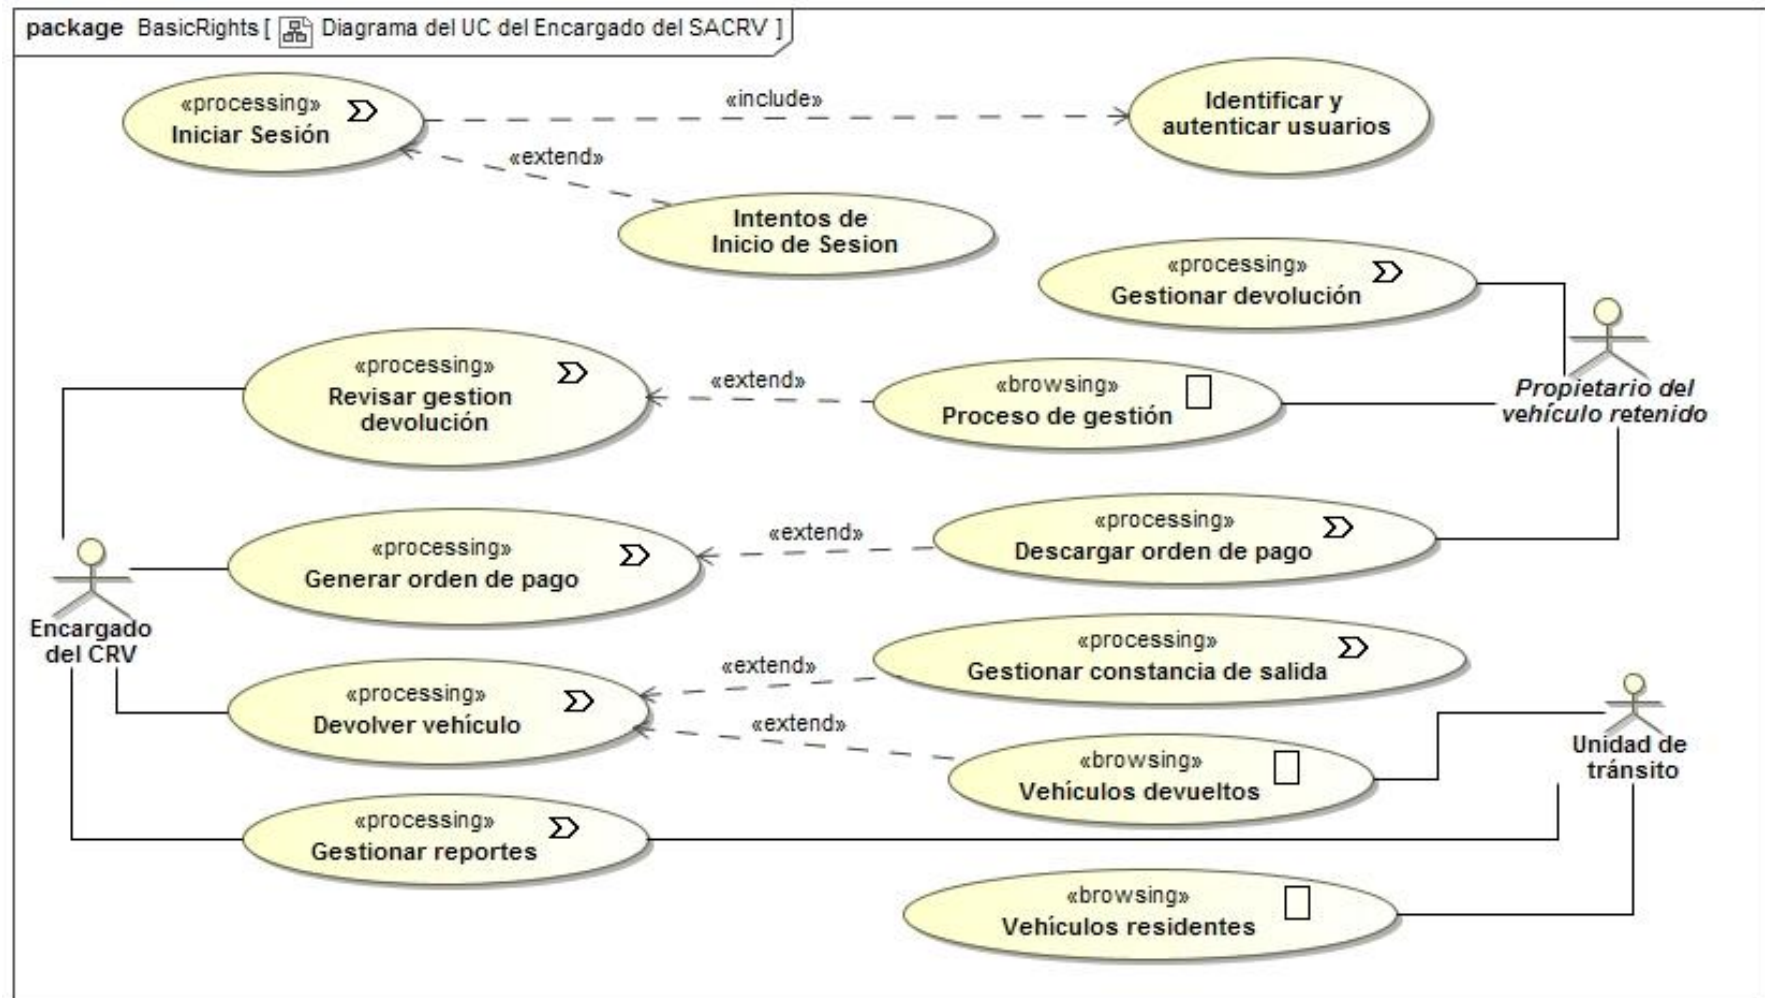 package BasicRights [ Diagrama del UC del Encargado del SACRV ]
«processing»
Iniciar Sesión
«include»
Identificar y
autenticar usuarios
«extend»
Intentos de
Inicio de Sesion
«processing»
Gestionar devolución
«processing»
Revisar gestion
devolución
«extend»
«browsing»
Proceso de gestión
Propietario del
vehículo retenido
«processing»
Generar orden de pago
«extend»
«processing»
Descargar orden de pago
Encargado
del CRV
«processing»
Devolver vehículo
«extend»
«processing»
Gestionar constancia de salida
«extend»
«browsing»
Vehículos devueltos
Unidad de
tránsito
«processing»
Gestionar reportes
«browsing»
Vehículos residentes